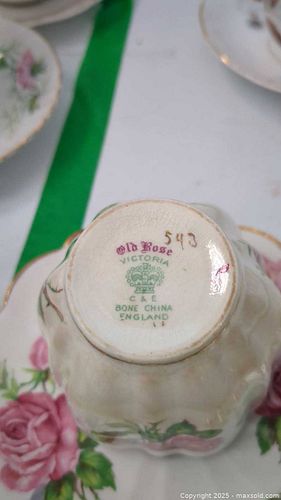 Old Rose
543
VICTORIA
C & E
BONE CHINA
ENGLAND
Copyright © 2025 - maxsold.com